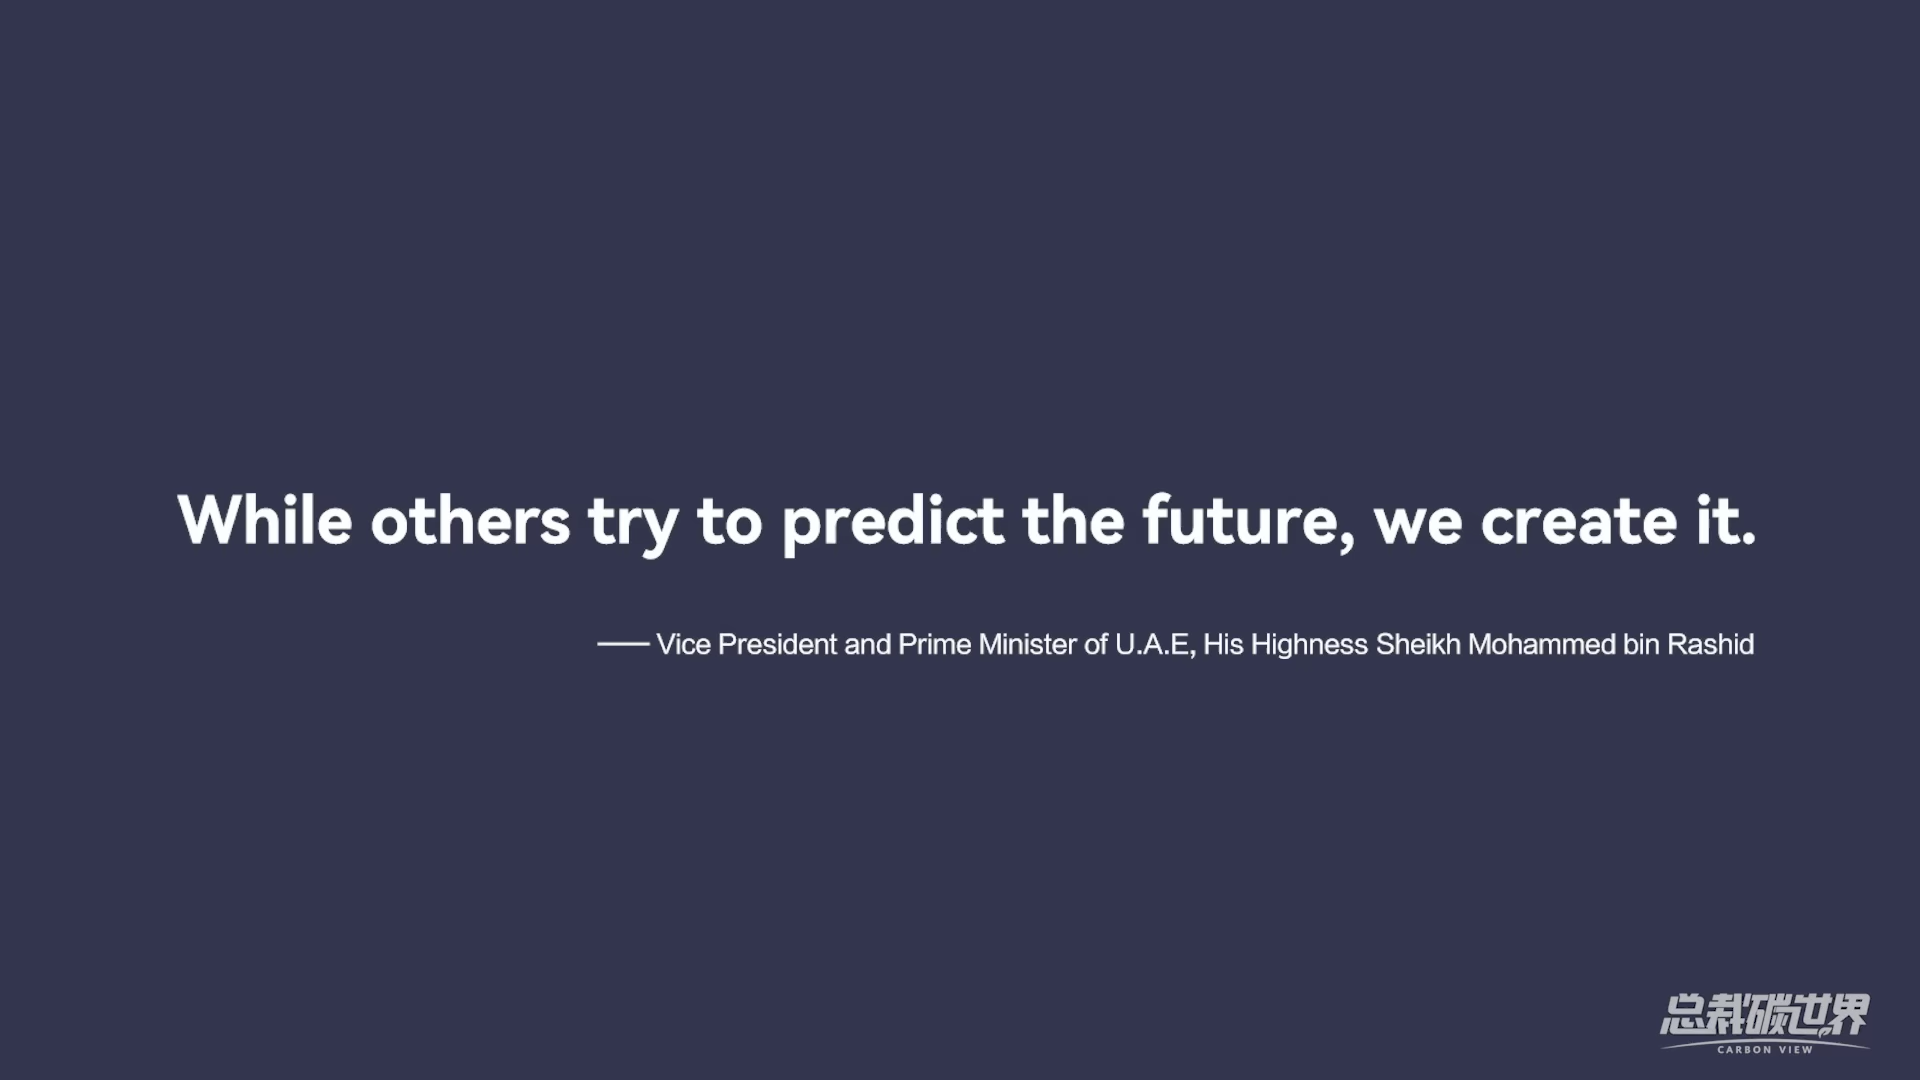 While others try to predict the future, we create it.
—— Vice President and Prime Minister of U.A.E, His Highness Sheikh Mohammed bin Rashid
总裁碳世界
CARBON VIEW